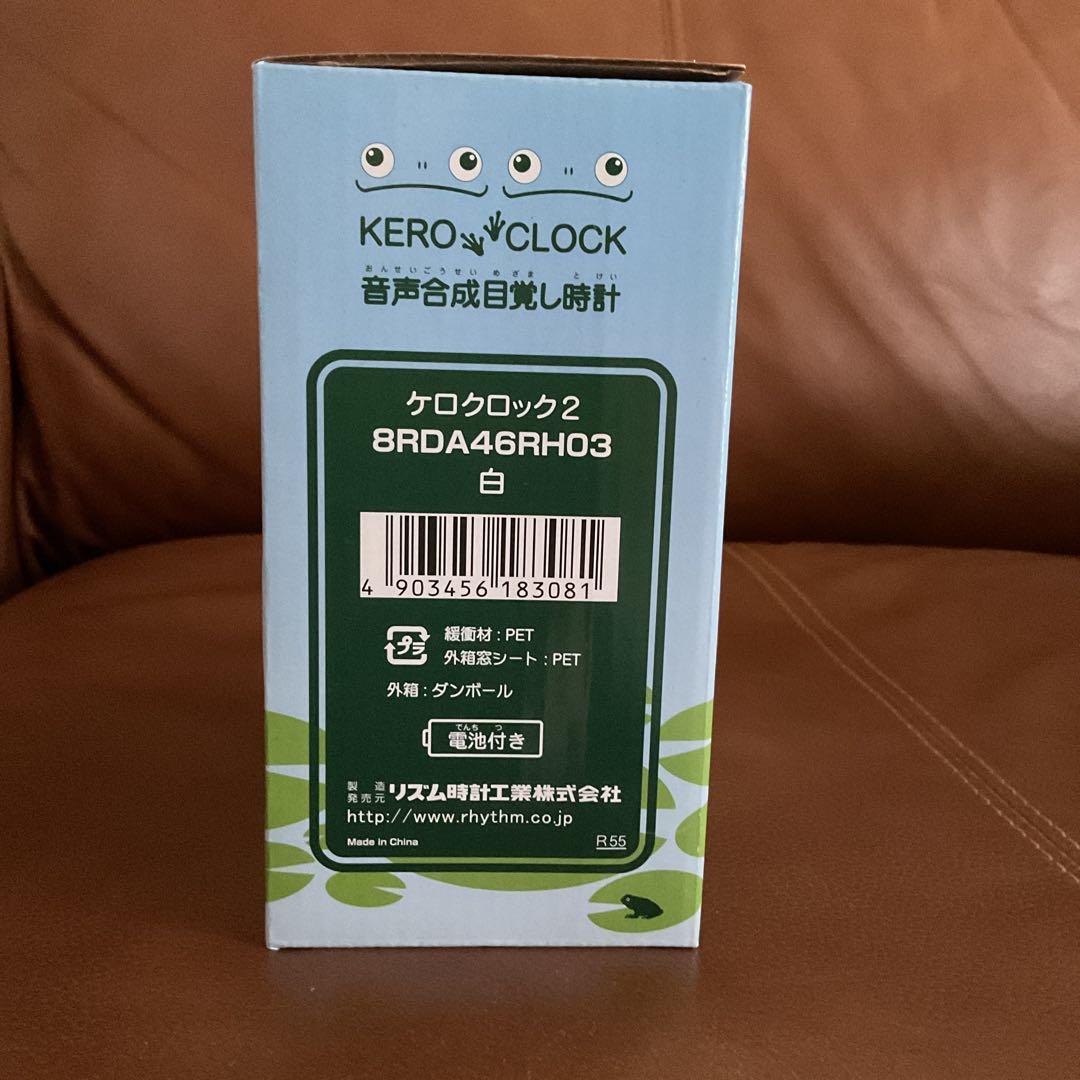 KERO CLOCK
おんせいごうせい めざま とけい
音声合成目覚し時計
ケロクロック2
8RDA46RH03
白
4 903456 183081
プラ 緩衝材 : PET
外箱窓シート : PET
外箱 : ダンボール
でんち つ
電池付き
製造
発売元 リズム時計工業株式会社
http://www.rhythm.co.jp
Made in China R55